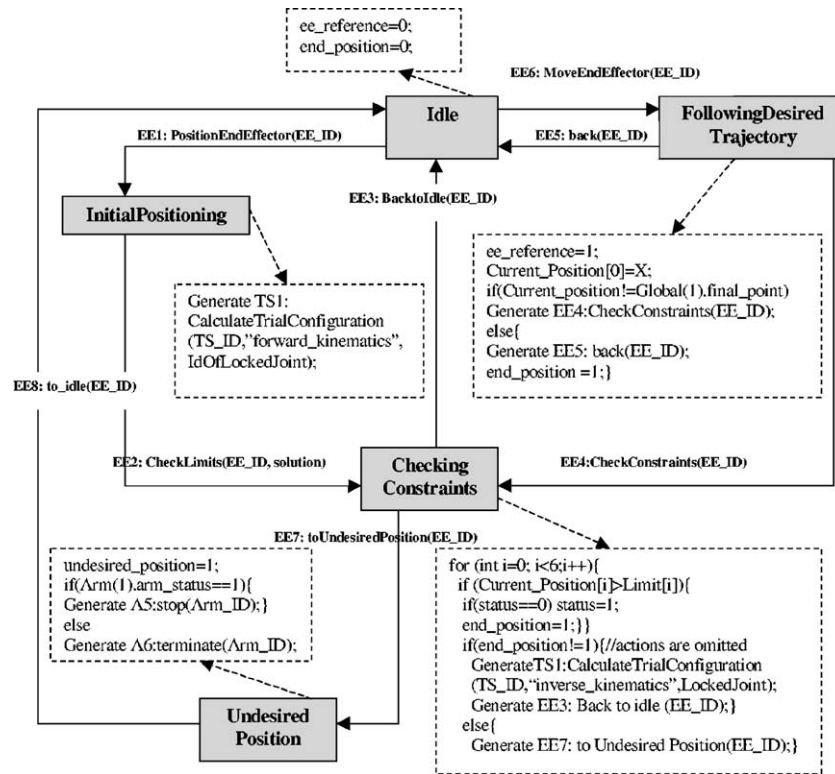 ee_reference=0;
end_position=0;
EE6: MoveEndEffector(EE_ID)
Idle
FollowingDesired
Trajectory
EE1: PositionEndEffector(EE_ID)
EE5: back(EE_ID)
EE3: BacktoIdle(EE_ID)
InitialPositioning
ee_reference=1;
Current_Position[0]=X;
if(Current_position!=Global(1).final_point)
Generate EE4:CheckConstraints(EE_ID);
else{
Generate EE5: back(EE_ID);
end_position =1;}
Generate TS1:
CalculateTrialConfiguration
(TS_ID,”forward_kinematics”,
IdOfLockedJoint);
EE8: to_idle(EE_ID)
EE2: CheckLimits(EE_ID, solution)
Checking
Constraints
EE4:CheckConstraints(EE_ID)
EE7: toUndesiredPosition(EE_ID)
undesired_position=1;
if(Arm(1).arm_status==1){
Generate A5:stop(Arm_ID);}
else
Generate A6:terminate(Arm_ID);
for (int i=0; i<6;i++){
if (Current_Position[i]>Limit[i]){
if(status==0) status=1;
end_position=1;}}
if(end_position!=1){//actions are omitted
GenerateTS1:CalculateTrialConfiguration
(TS_ID,“inverse_kinematics”,LockedJoint);
Generate EE3: Back to idle (EE_ID);}
else{
Generate EE7: to Undesired Position(EE_ID);}
Undesired
Position